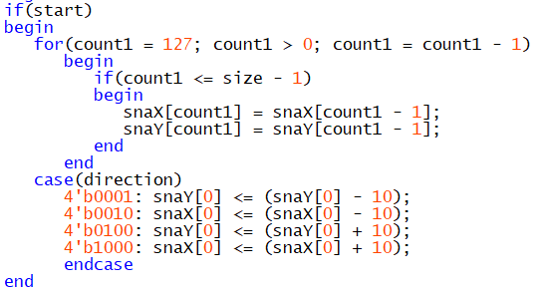 if(start)
begin
for(count1 = 127; count1 > 0; count1 = count1 - 1)
begin
if(count1 <= size - 1)
begin
snaX[count1] = snaX[count1 - 1];
snaY[count1] = snaY[count1 - 1];
end
end
case(direction)
4'b0001: snaY[0] <= (snaY[0] - 10);
4'b0010: snaX[0] <= (snaX[0] - 10);
4'b0100: snaY[0] <= (snaY[0] + 10);
4'b1000: snaX[0] <= (snaX[0] + 10);
endcase
end